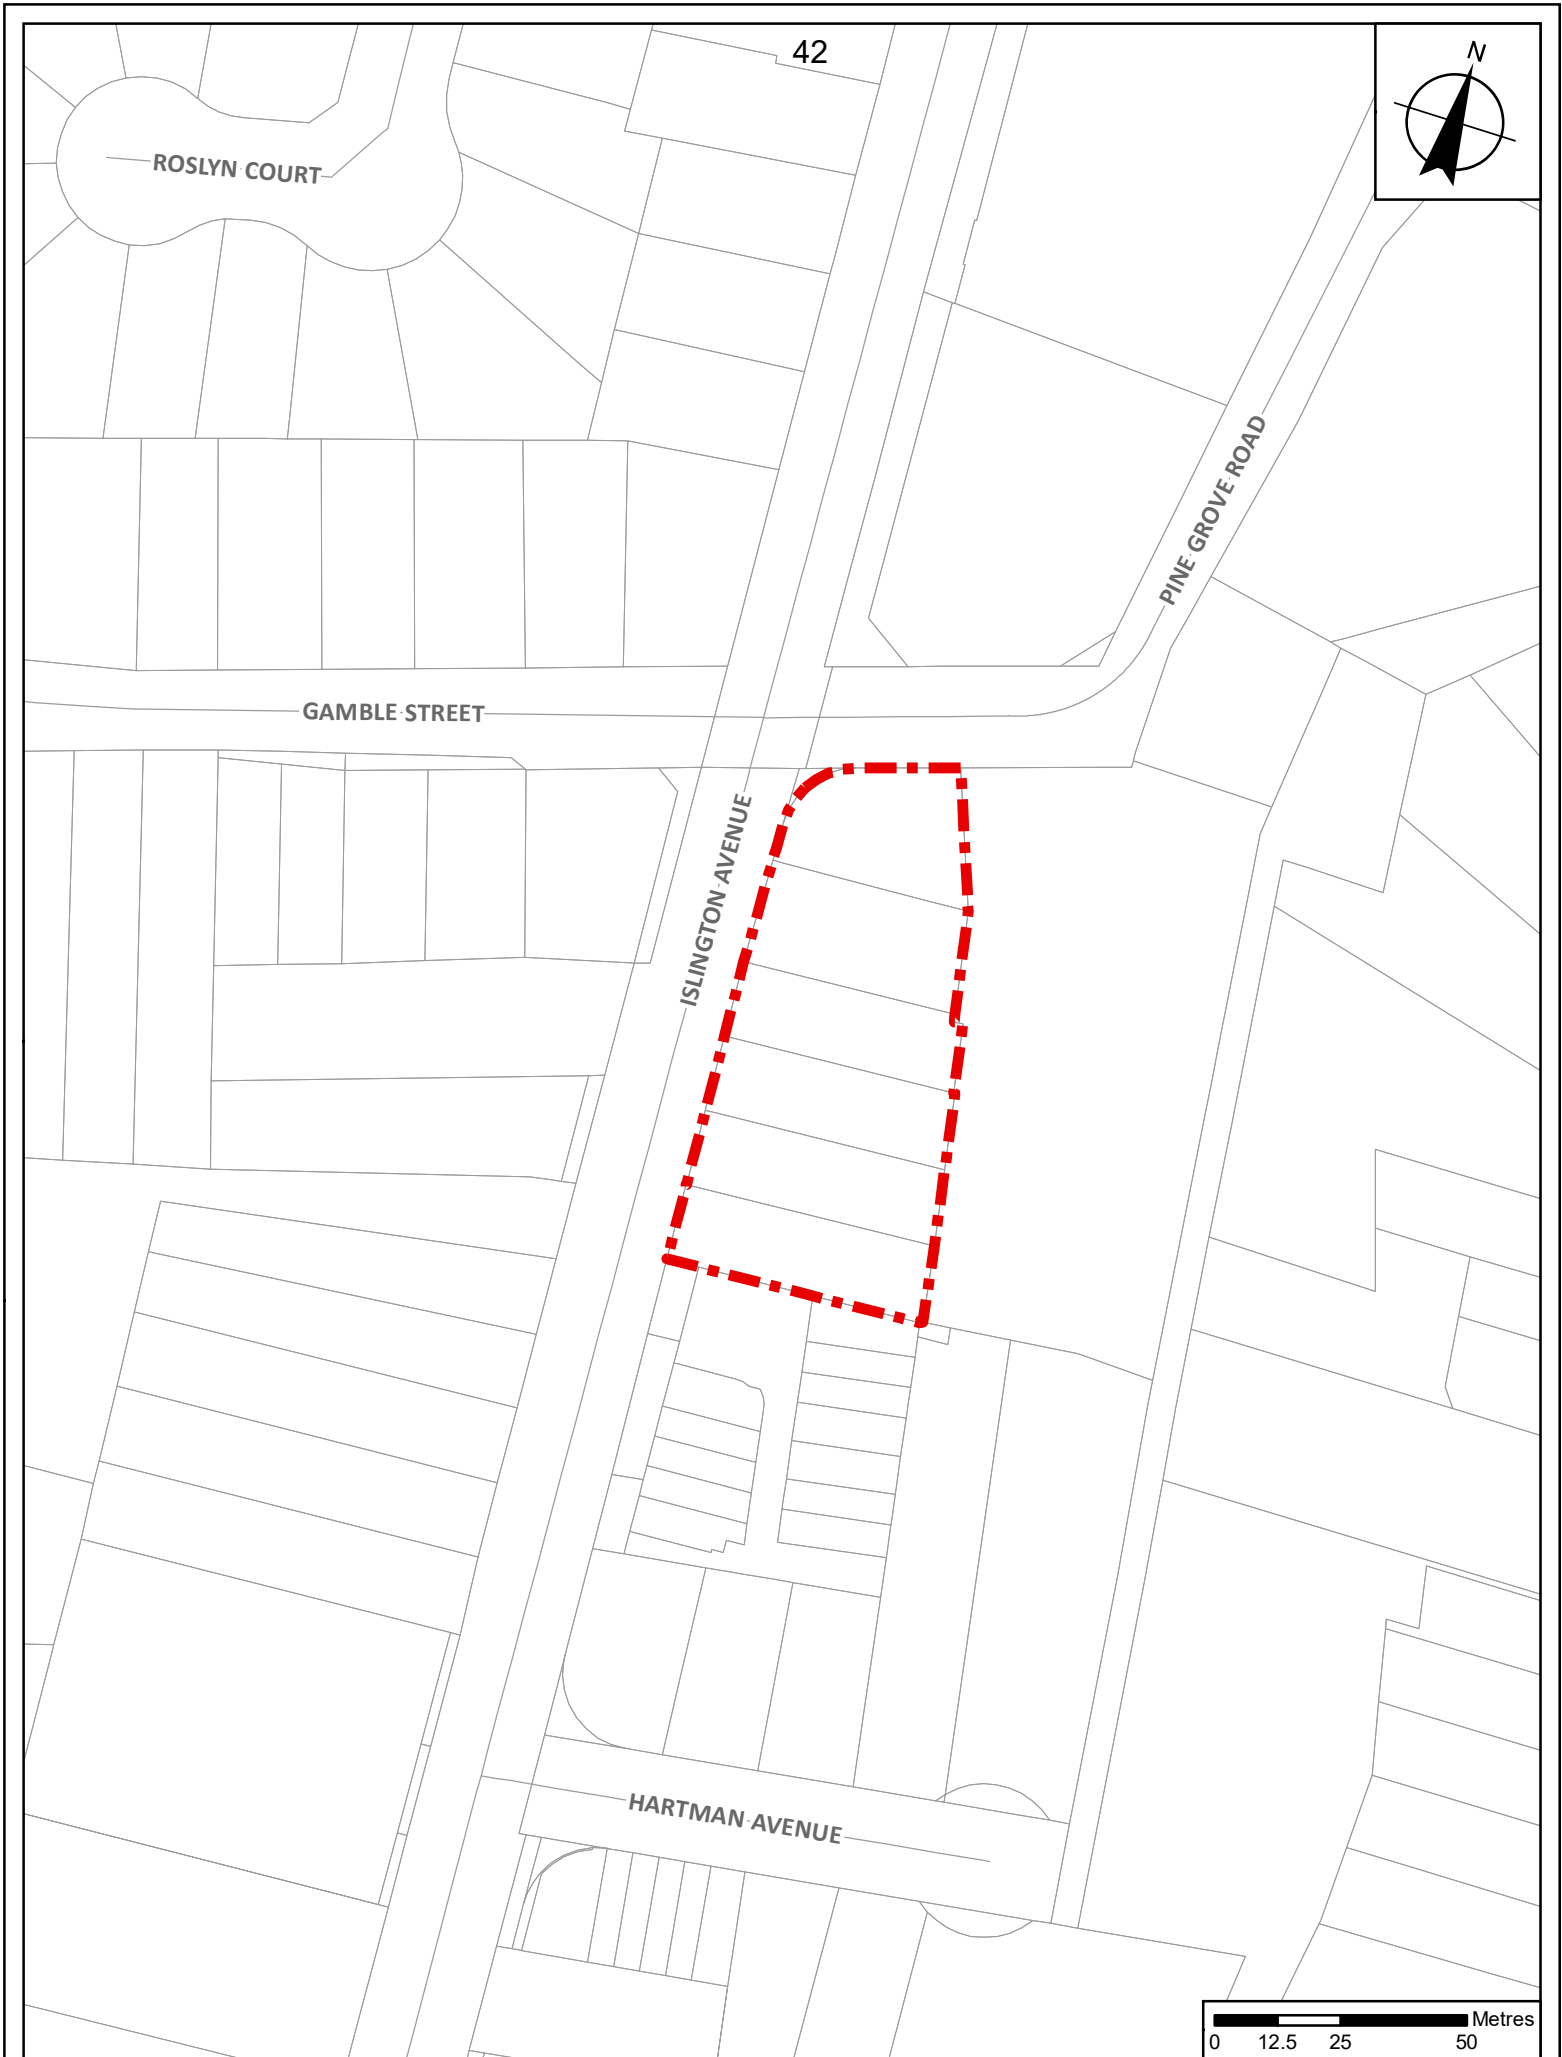 42
N
ROSLYN COURT
PINE GROVE ROAD
GAMBLE STREET
ISLINGTON AVENUE
HARTMAN AVENUE
Metres
0 12.5 25 50